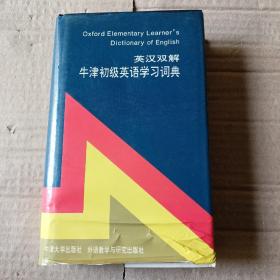 Oxford Elementary Learner's
Dictionary of English
英汉双解
牛津初级英语学习词典
牛津大学出版社 外语教学与研究出版社